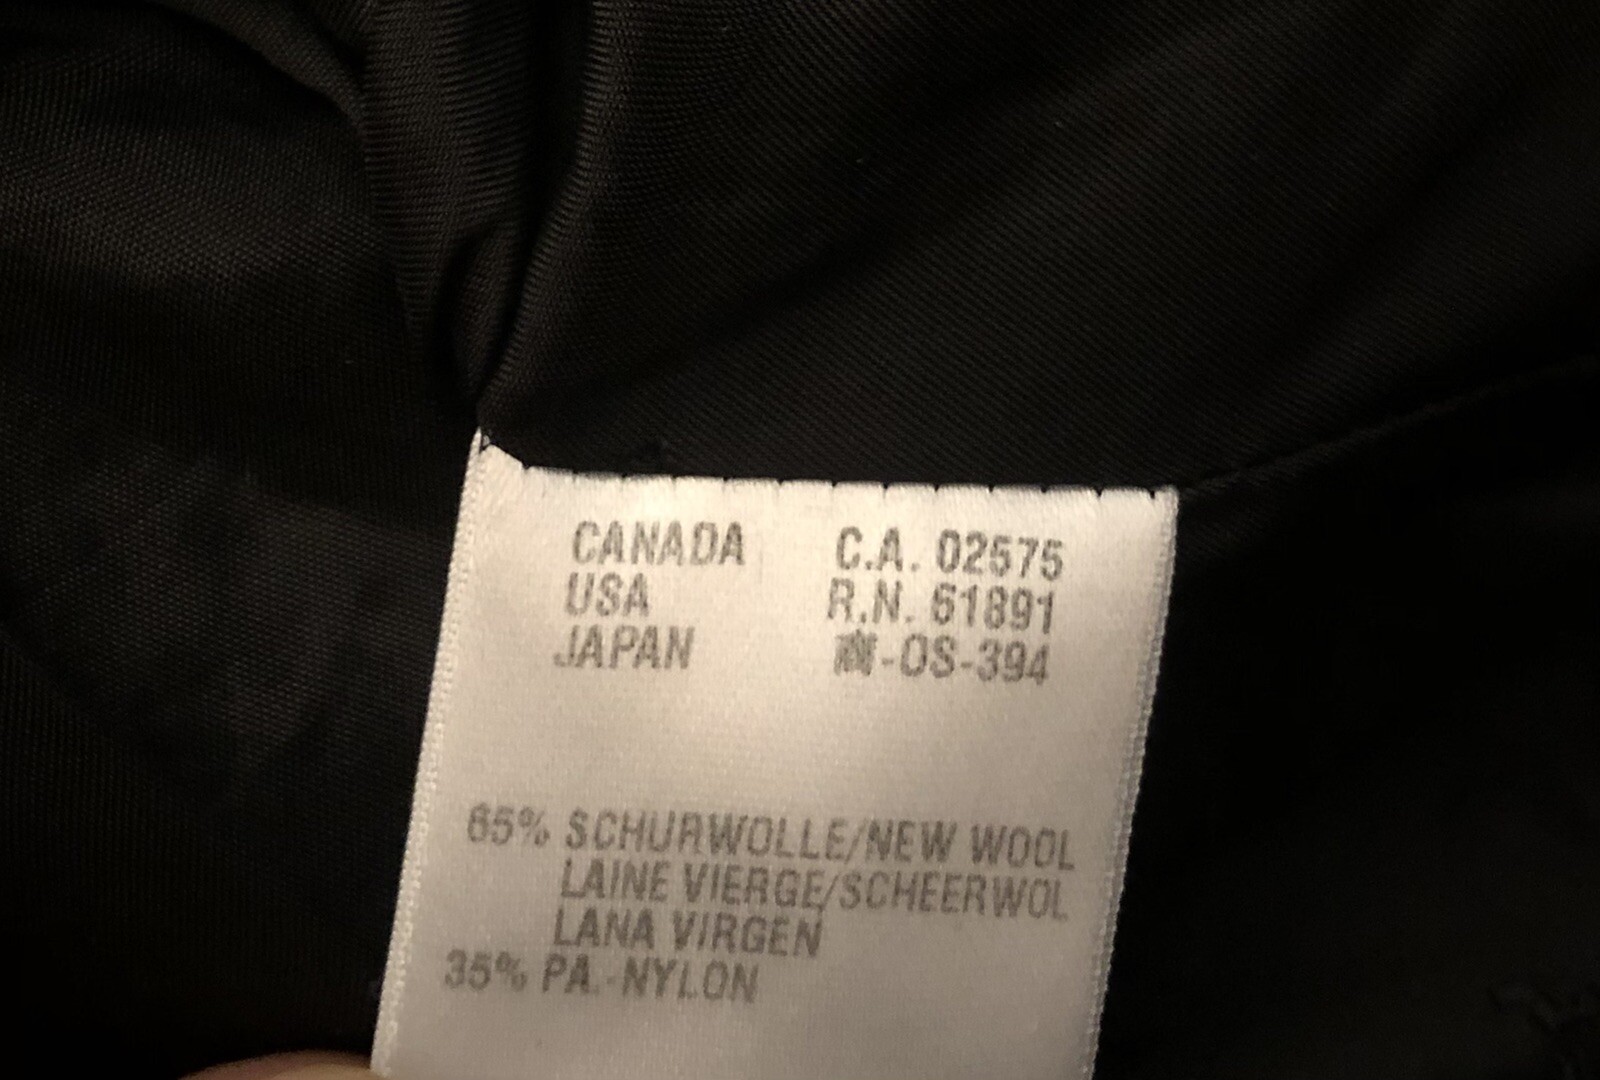 CANADA C.A. 02575
USA R.N. 61891
JAPAN 商-OS-394
65% SCHURWOLLE/NEW WOOL
LAINE VIERGE/SCHEERWOL
LANA VIRGEN
35% PA.-NYLON